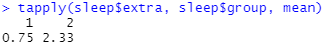 > tapply(sleep$extra, sleep$group, mean)
1 2
0.75 2.33